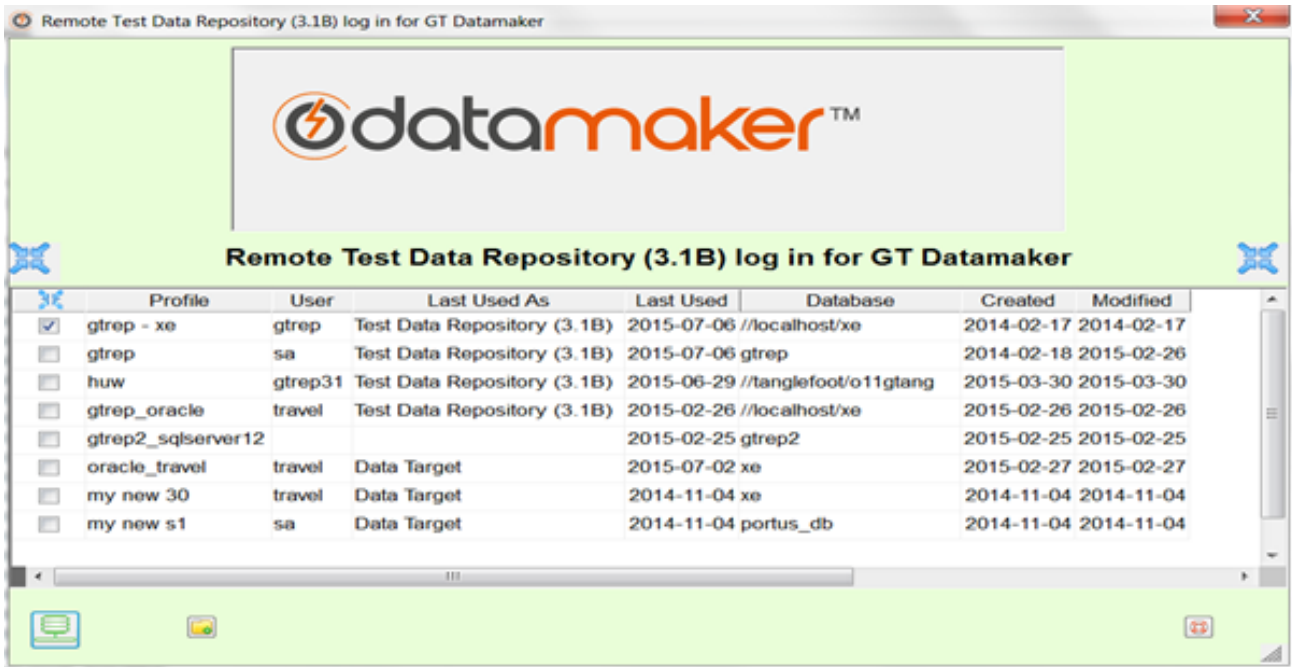 Remote Test Data Repository (3.1B) log in for GT Datamaker
datamaker™
Remote Test Data Repository (3.1B) log in for GT Datamaker
Profile User Last Used As Last Used Database Created Modified
gtrep - xe gtrep Test Data Repository (3.1B) 2015-07-06 //localhost/xe 2014-02-17 2014-02-17
gtrep sa Test Data Repository (3.1B) 2015-07-06 gtrep 2014-02-18 2015-02-26
huw gtrep31 Test Data Repository (3.1B) 2015-06-29 //tanglefoot/o11gtang 2015-03-30 2015-03-30
gtrep_oracle travel Test Data Repository (3.1B) 2015-02-26 //localhost/xe 2015-02-26 2015-02-26
gtrep2_sqlserver12 2015-02-25 gtrep2 2015-02-25 2015-02-25
oracle_travel travel Data Target 2015-07-02 xe 2015-02-27 2015-02-27
my new 30 travel Data Target 2014-11-04 xe 2014-11-04 2014-11-04
my new s1 sa Data Target 2014-11-04 portus_db 2014-11-04 2014-11-04